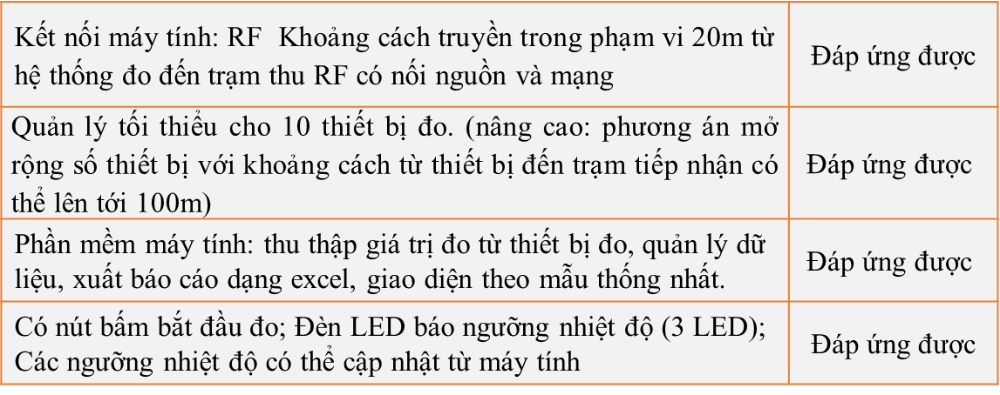 Kết nối máy tính: RF Khoảng cách truyền trong phạm vi 20m từ
hệ thống đo đến trạm thu RF có nối nguồn và mạng
Đáp ứng được
Quản lý tối thiểu cho 10 thiết bị đo. (nâng cao: phương án mở
rộng số thiết bị với khoảng cách từ thiết bị đến trạm tiếp nhận có
thể lên tới 100m)
Đáp ứng được
Phần mềm máy tính: thu thập giá trị đo từ thiết bị đo, quản lý dữ
liệu, xuất báo cáo dạng excel, giao diện theo mẫu thống nhất.
Đáp ứng được
Có nút bấm bắt đầu đo; Đèn LED báo ngưỡng nhiệt độ (3 LED);
Các ngưỡng nhiệt độ có thể cập nhật từ máy tính
Đáp ứng được